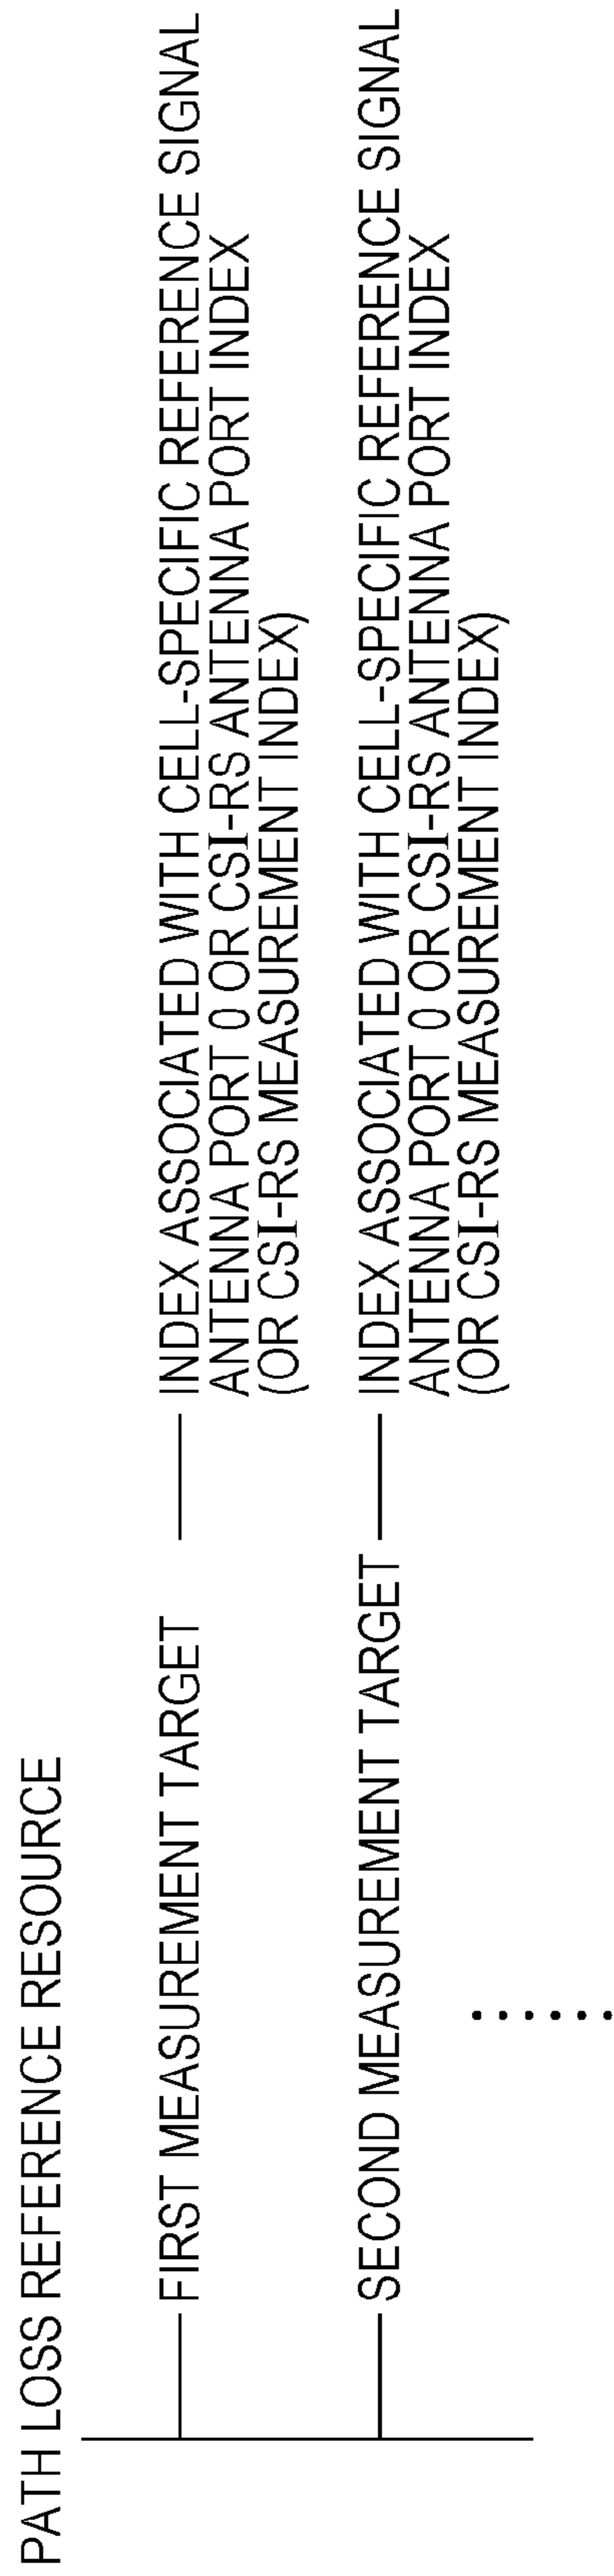 PATH LOSS REFERENCE RESOURCE
FIRST MEASUREMENT TARGET
INDEX ASSOCIATED WITH CELL-SPECIFIC REFERENCE SIGNAL
ANTENNA PORT 0 OR CSI-RS ANTENNA PORT INDEX
(OR CSI-RS MEASUREMENT INDEX)
SECOND MEASUREMENT TARGET
INDEX ASSOCIATED WITH CELL-SPECIFIC REFERENCE SIGNAL
ANTENNA PORT 0 OR CSI-RS ANTENNA PORT INDEX
(OR CSI-RS MEASUREMENT INDEX)